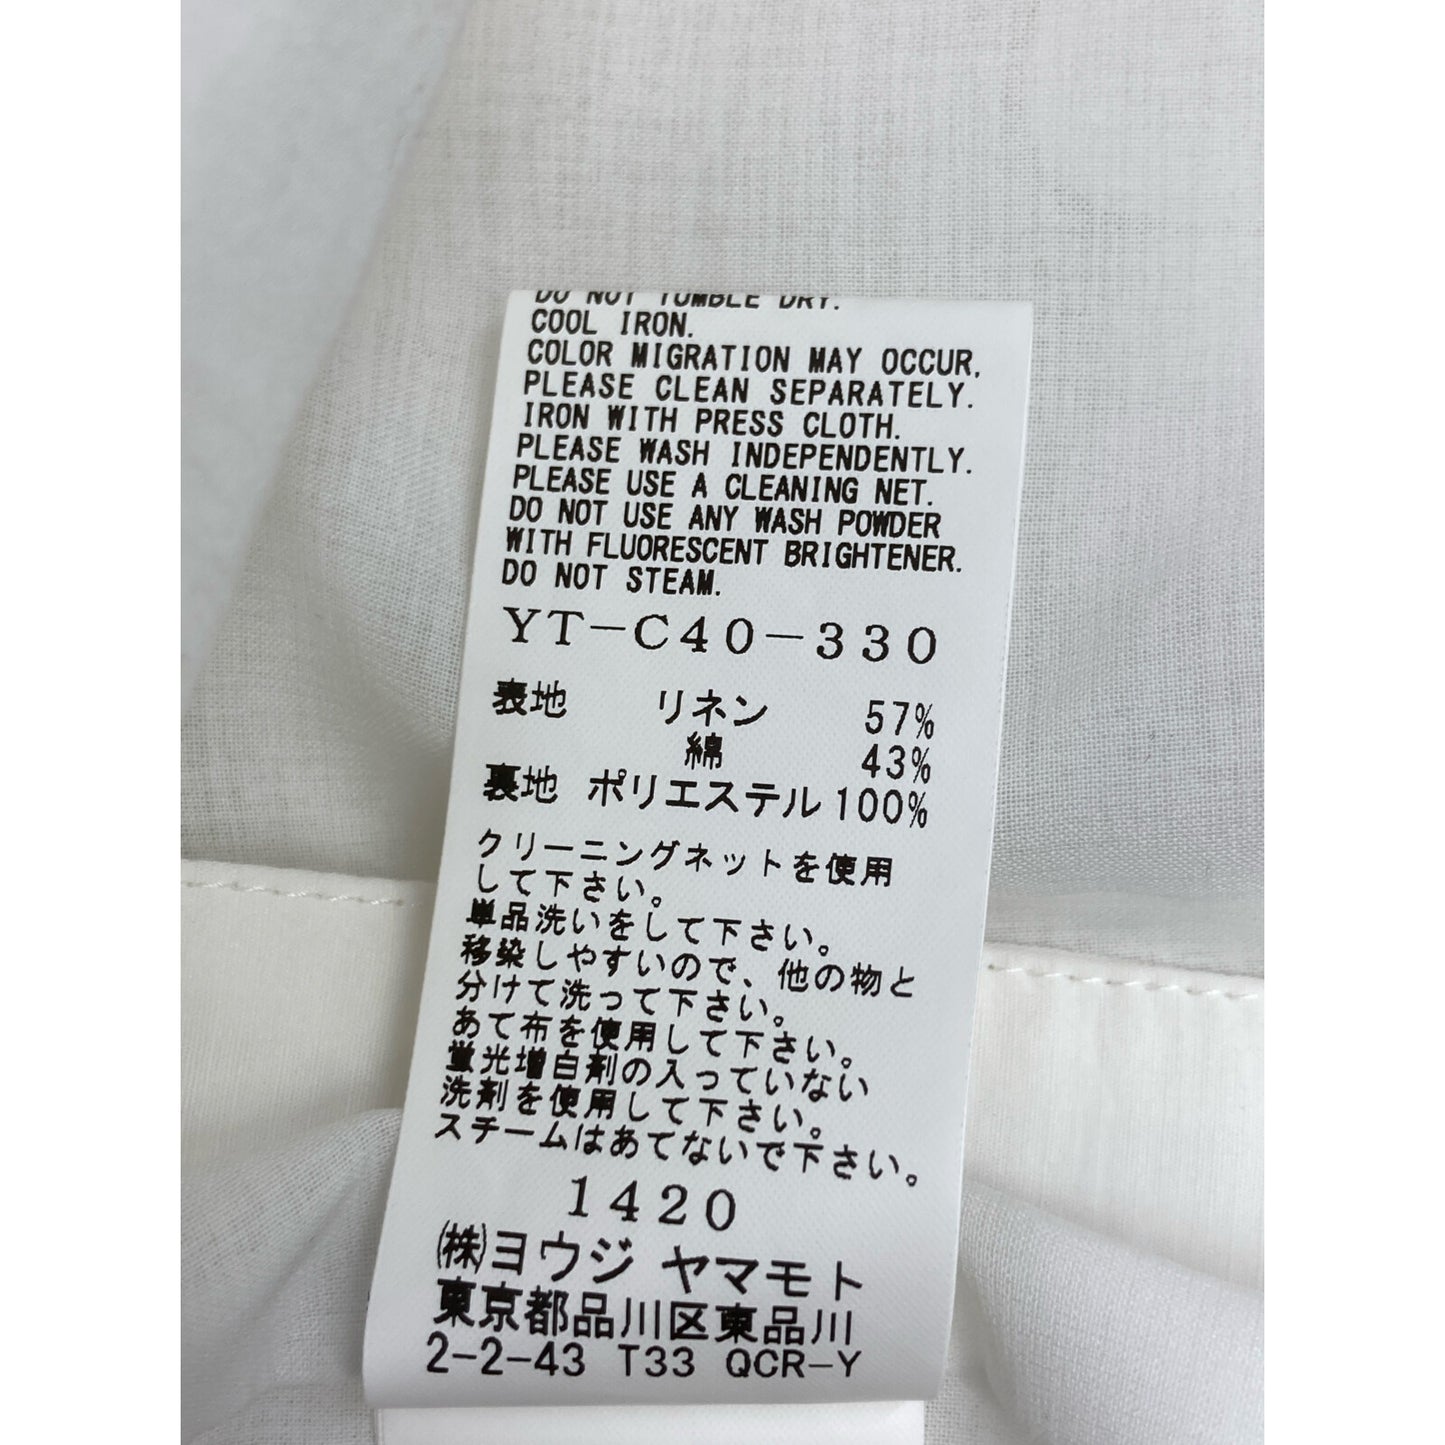 DO NOT TUMBLE DRY.
COOL IRON.
COLOR MIGRATION MAY OCCUR,
PLEASE CLEAN SEPARATELY.
IRON WITH PRESS CLOTH.
PLEASE WASH INDEPENDENTLY.
PLEASE USE A CLEANING NET.
DO NOT USE ANY WASH POWDER
WITH FLUORESCENT BRIGHTENER.
DO NOT STEAM.
YT-C40-330
表地 リネン 57%
綿 43%
裏地 ポリエステル 100%
クリーニングネットを使用
して下さい。
単品洗いをして下さい。
移染しやすいので、他の物と
分けて洗って下さい。
あて布を使用して下さい。
蛍光増白剤の入っていない
洗剤を使用して下さい。
スチームはあてないで下さい。
1420
㈱ヨウジ ヤマモト
東京都品川区東品川
2-2-43 T33 QCR-Y